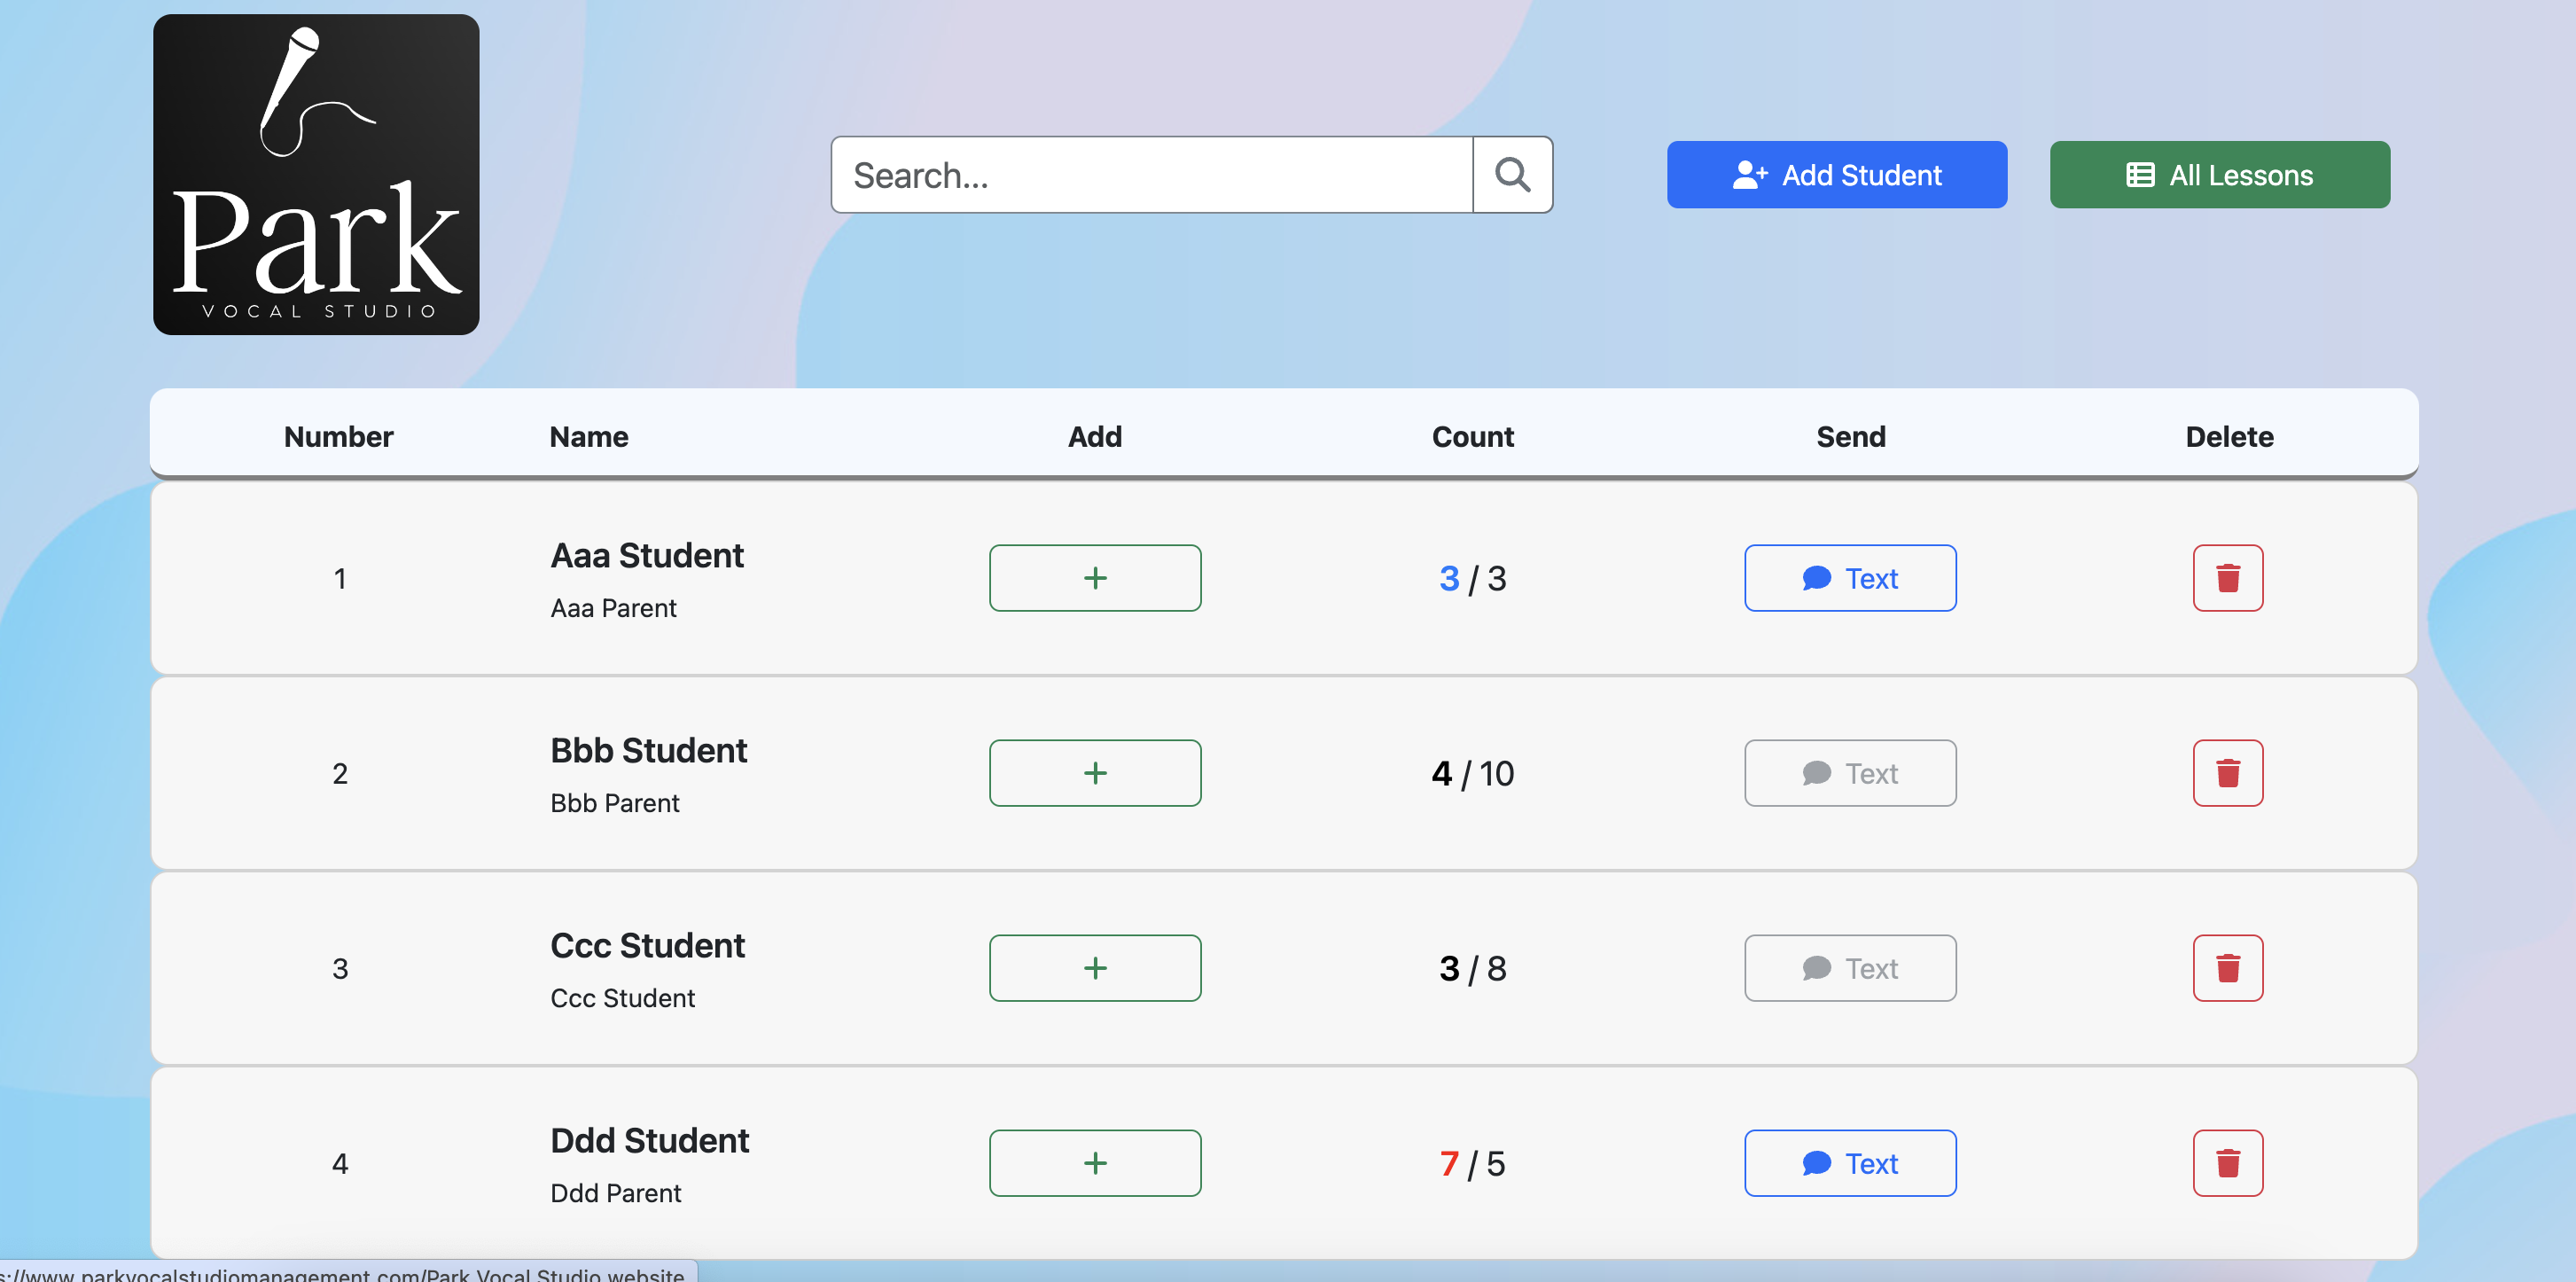 Park
VOCAL STUDIO
Search...
Add Student
All Lessons
Number Name Add Count Send Delete
1 Aaa Student + 3 / 3 Text
Aaa Parent
2 Bbb Student + 4 / 10 Text
Bbb Parent
3 Ccc Student + 3 / 8 Text
Ccc Student
4 Ddd Student + 7 / 5 Text
Ddd Parent
s://www.parkvocalstudiomanagement.com/Park Vocal Studio website